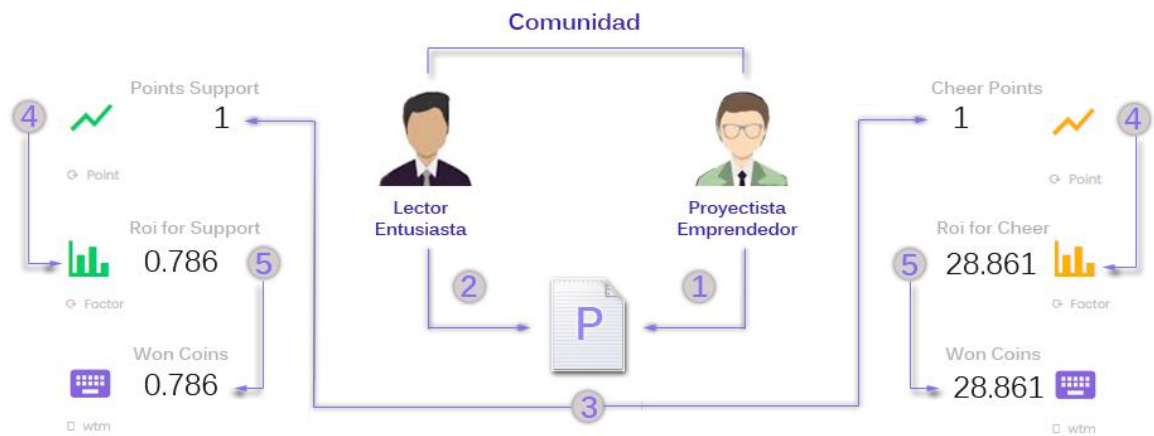 Comunidad
Points Support
1
4
Point
Roi for Support
0.786
5
Factor
Won Coins
0.786
wtm
Lector
Entusiasta
2
Proyectista
Emprendedor
1
P
3
Cheer Points
1
4
Point
Roi for Cheer
5
28.861
Factor
Won Coins
28.861
wtm